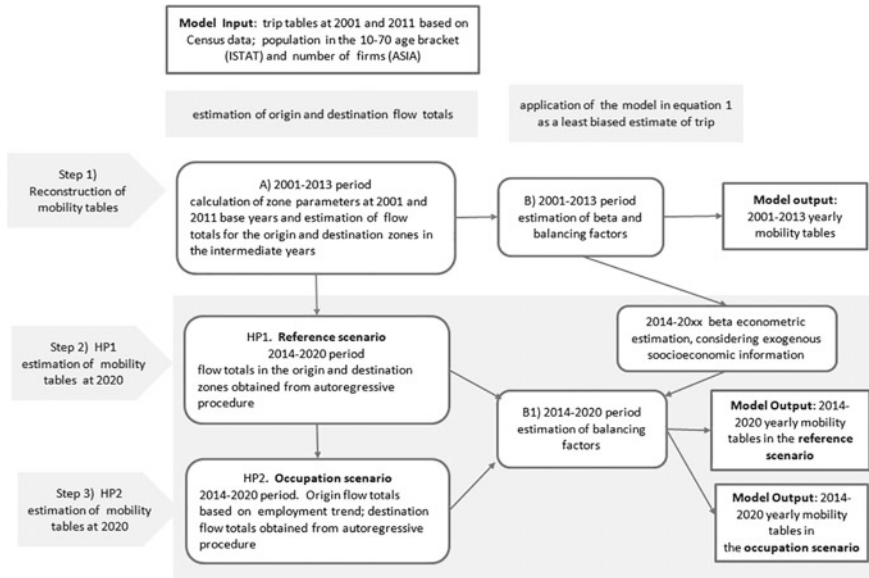 Model Input: trip tables at 2001 and 2011 based on
Census data; population in the 10-70 age bracket
(ISTAT) and number of firms (ASIA)
estimation of origin and destination flow totals
application of the model in equation 1
as a least biased estimate of trip
Step 1)
Reconstruction of
mobility tables
A) 2001-2013 period
calculation of zone parameters at 2001 and
2011 base years and estimation of flow
totals for the origin and destination zones in
the intermediate years
B) 2001-2013 period
estimation of beta and
balancing factors
Model output:
2001-2013 yearly
mobility tables
Step 2) HP1
estimation of mobility
tables at 2020
HP1. Reference scenario
2014-2020 period
flow totals in the origin and destination
zones obtained from autoregressive
procedure
2014-20xx beta econometric
estimation, considering exogenous
socioeconomic information
B1) 2014-2020 period
estimation of balancing
factors
Model Output: 2014-
2020 yearly mobility
tables in the reference
scenario
Step 3) HP2
estimation of mobility
tables at 2020
HP2. Occupation scenario
2014-2020 period. Origin flow totals
based on employment trend; destination
flow totals obtained from autoregressive
procedure
Model Output: 2014-
2020 yearly mobility
tables in
the occupation scenario